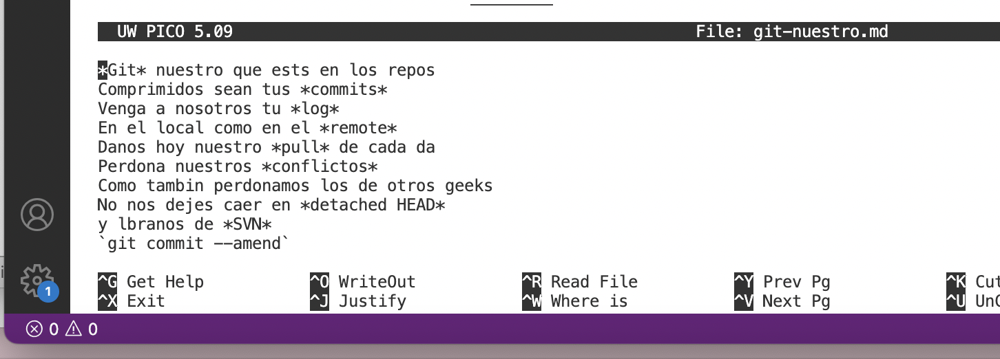 UW PICO 5.09 File: git-nuestro.md
*Git* nuestro que ests en los repos
Comprimidos sean tus *commits*
Venga a nosotros tu *log*
En el local como en el *remote*
Danos hoy nuestro *pull* de cada da
Perdona nuestros *conflictos*
Como tambin perdonamos los de otros geeks
No nos dejes caer en *detached HEAD*
y lbranos de *SVN*
`git commit --amend`
^G Get Help ^O WriteOut ^R Read File ^Y Prev Pg ^K Cut
^X Exit ^J Justify ^W Where is ^V Next Pg ^U Un
1
0 0